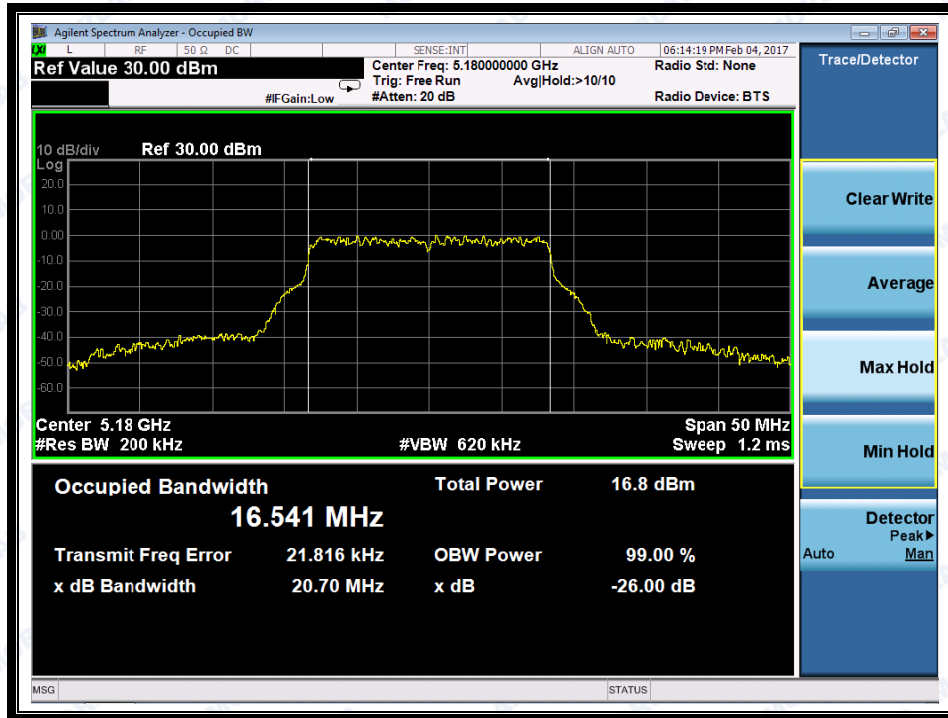 Agilent Spectrum Analyzer - Occupied BW
LXI L RF 50 Ω DC SENSE:INT ALIGN AUTO 06:14:19 PM Feb 04, 2017
Ref Value 30.00 dBm
Center Freq: 5.180000000 GHz
Radio Std: None
Trig: Free Run Avg|Hold:>10/10
#IFGain:Low
#Atten: 20 dB
Radio Device: BTS
Trace/Detector
10 dB/div Ref 30.00 dBm
Log
20.0
10.0
0.00
-10.0
-20.0
-30.0
-40.0
-50.0
-60.0
Center 5.18 GHz Span 50 MHz
#Res BW 200 kHz #VBW 620 kHz Sweep 1.2 ms
Occupied Bandwidth Total Power 16.8 dBm
16.541 MHz
Transmit Freq Error 21.816 kHz OBW Power 99.00 %
x dB Bandwidth 20.70 MHz x dB -26.00 dB
Clear Write
Average
Max Hold
Min Hold
Detector
Peak▶
Auto Man
MSG STATUS